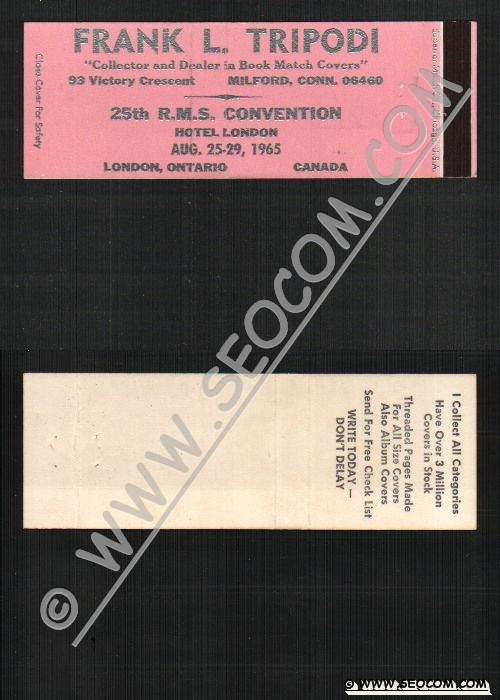 FRANK L. TRIPODI
"Collector and Dealer in Book Match Covers"
93 Victory Crescent MILFORD, CONN. 06460
25th R.M.S. CONVENTION
HOTEL LONDON
AUG. 25-29, 1965
LONDON, ONTARIO CANADA
Close Cover For Safety
U.S.A.
I Collect All Categories
Have Over 3 Million
Covers in Stock
Threaded Pages Made
For All Size Covers
Also Album Covers
Send For Free Check List
WRITE TODAY —
DON'T DELAY
© WWW.SEOCOM.COM
© WWW.SEOCOM.COM